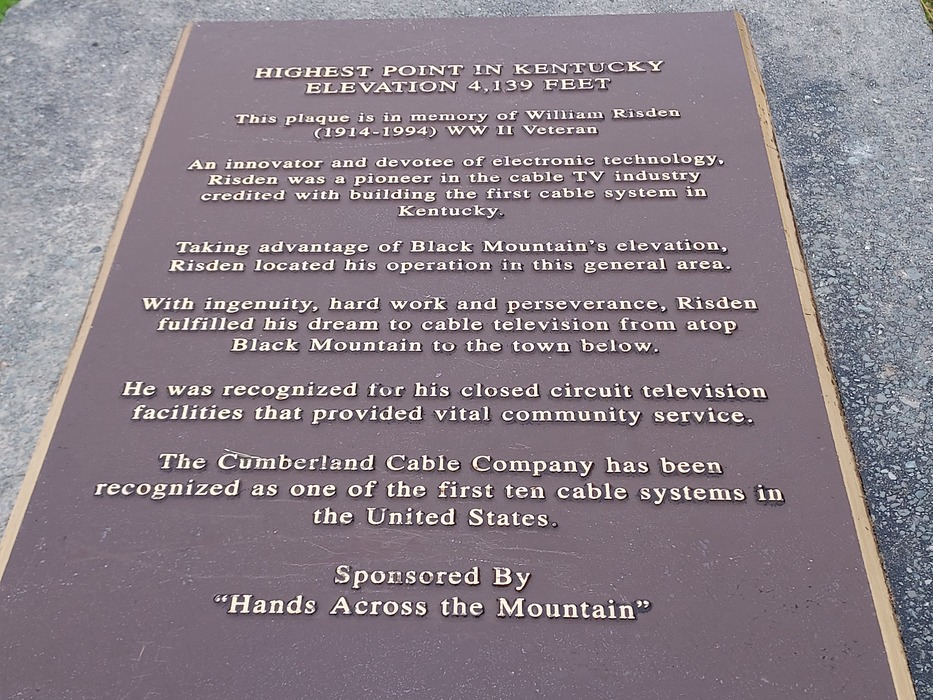 HIGHEST POINT IN KENTUCKY
ELEVATION 4,139 FEET
This plaque is in memory of William Risden
(1914-1994) WW II Veteran
An innovator and devotee of electronic technology,
Risden was a pioneer in the cable TV industry
credited with building the first cable system in
Kentucky.
Taking advantage of Black Mountain's elevation,
Risden located his operation in this general area.
With ingenuity, hard work and perseverance, Risden
fulfilled his dream to cable television from atop
Black Mountain to the town below.
He was recognized for his closed circuit television
facilities that provided vital community service.
The Cumberland Cable Company has been
recognized as one of the first ten cable systems in
the United States.
Sponsored By
“Hands Across the Mountain”